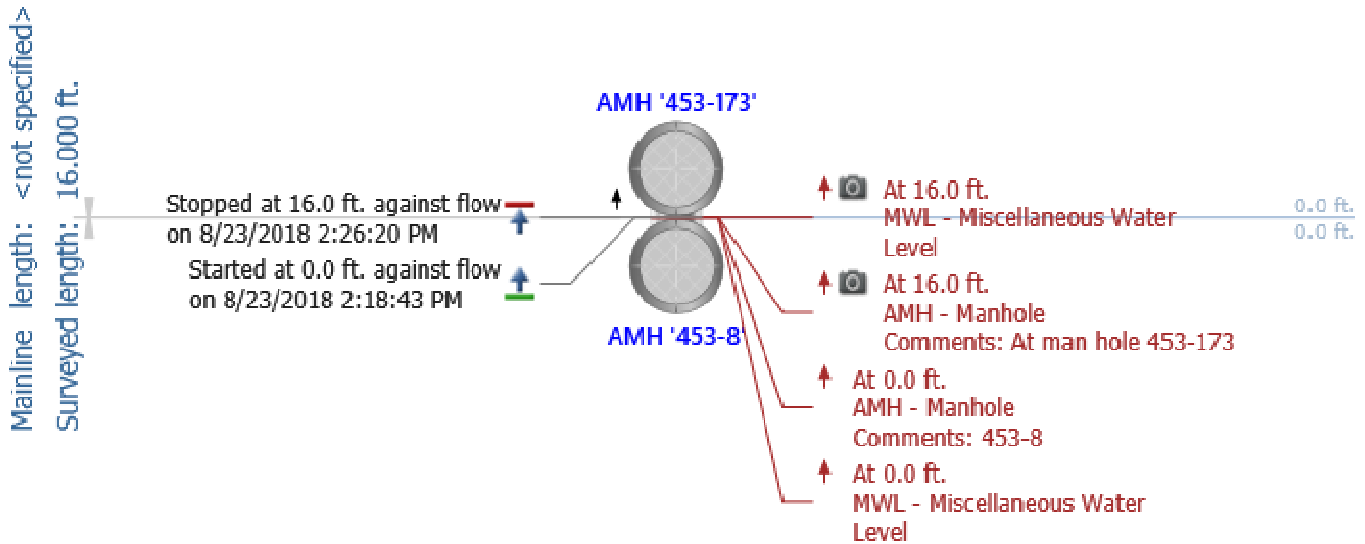 Mainline length: <not specified>
Surveyed length: 16.000 ft.
AMH '453-173'
Stopped at 16.0 ft. against flow
on 8/23/2018 2:26:20 PM
Started at 0.0 ft. against flow
on 8/23/2018 2:18:43 PM
AMH '453-8'
At 16.0 ft.
MWL - Miscellaneous Water
Level
At 16.0 ft.
AMH - Manhole
Comments: At man hole 453-173
At 0.0 ft.
AMH - Manhole
Comments: 453-8
At 0.0 ft.
MWL - Miscellaneous Water
Level
0.0 ft.
0.0 ft.